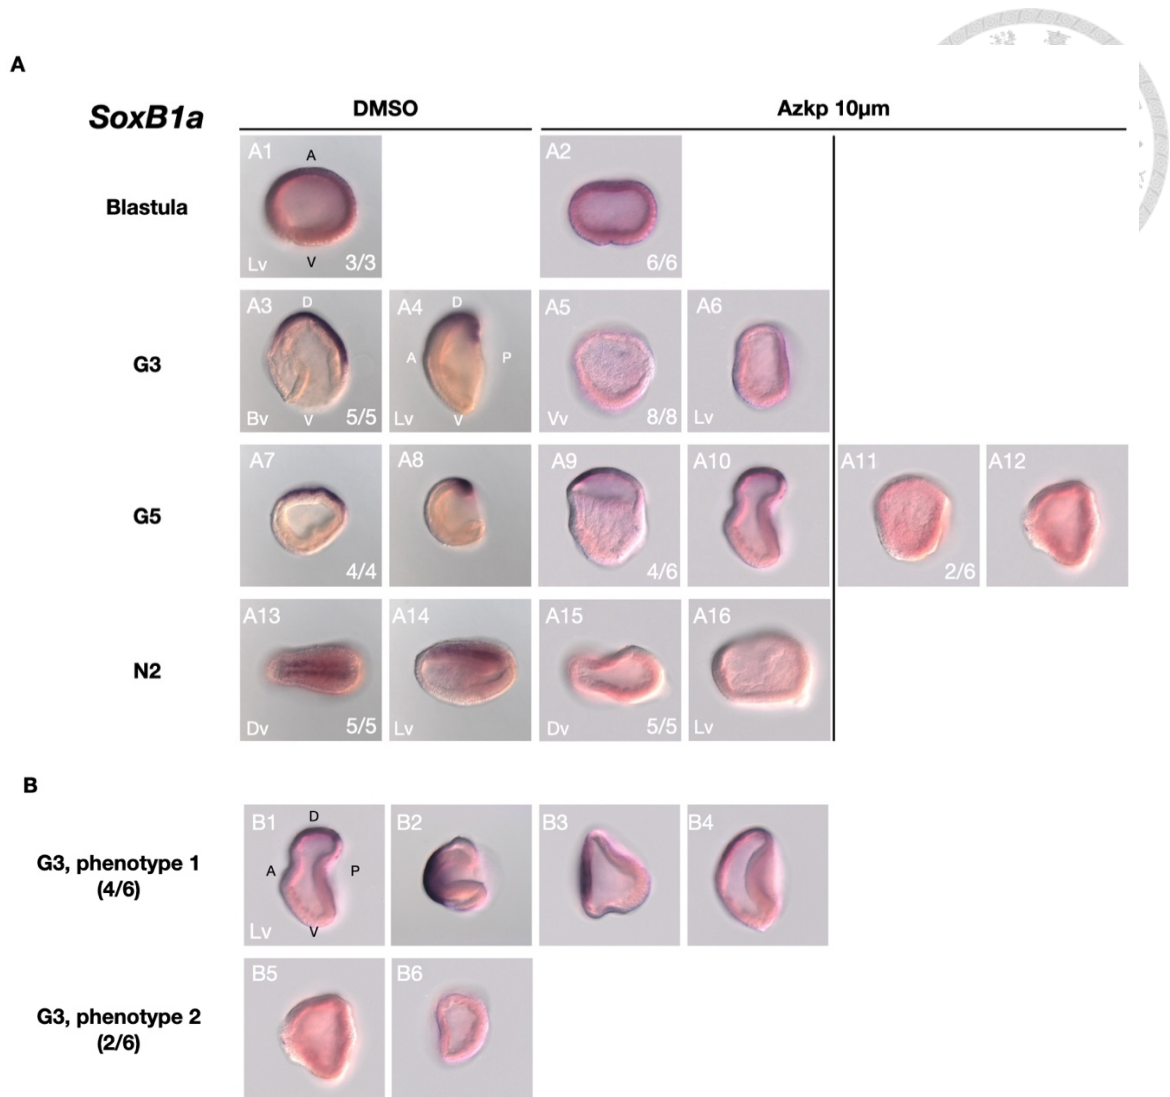 A
SoxB1a
DMSO
Azkp 10μm
Blastula
A1
A
V
Lv
3/3
A2
6/6
G3
A3
D
V
Bv
5/5
A4
D
A
P
V
Lv
A5
Vv
8/8
A6
Lv
G5
A7
4/4
A8
A9
4/6
A10
A11
2/6
A12
N2
A13
Dv
5/5
A14
Lv
A15
Dv
5/5
A16
Lv
B
G3, phenotype 1
(4/6)
B1
D
A
P
V
Lv
B2
B3
B4
G3, phenotype 2
(2/6)
B5
B6